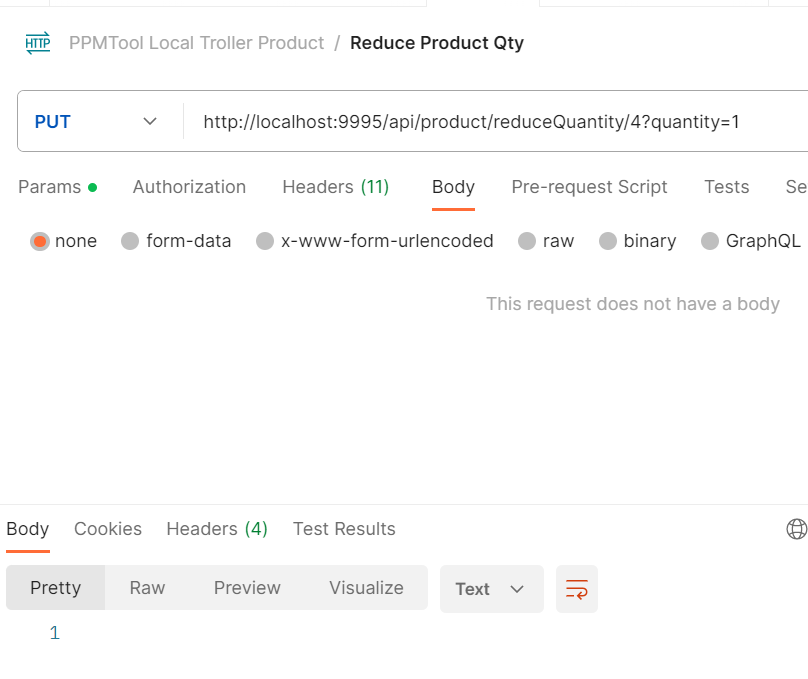 HTTP PPMTool Local Troller Product / Reduce Product Qty
PUT http://localhost:9995/api/product/reduceQuantity/4?quantity=1
Params Authorization Headers (11) Body Pre-request Script Tests Se
none form-data x-www-form-urlencoded raw binary GraphQL
This request does not have a body
Body Cookies Headers (4) Test Results
Pretty Raw Preview Visualize Text
1